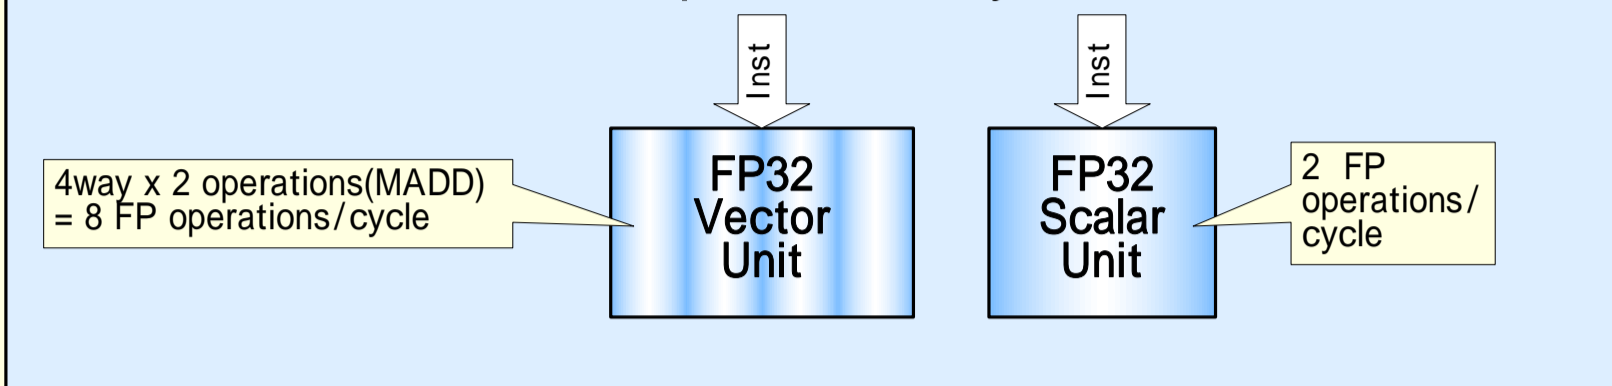 Inst
Inst
4way x 2 operations(MADD)
= 8 FP operations/cycle
FP32
Vector
Unit
FP32
Scalar
Unit
2 FP
operations/
cycle